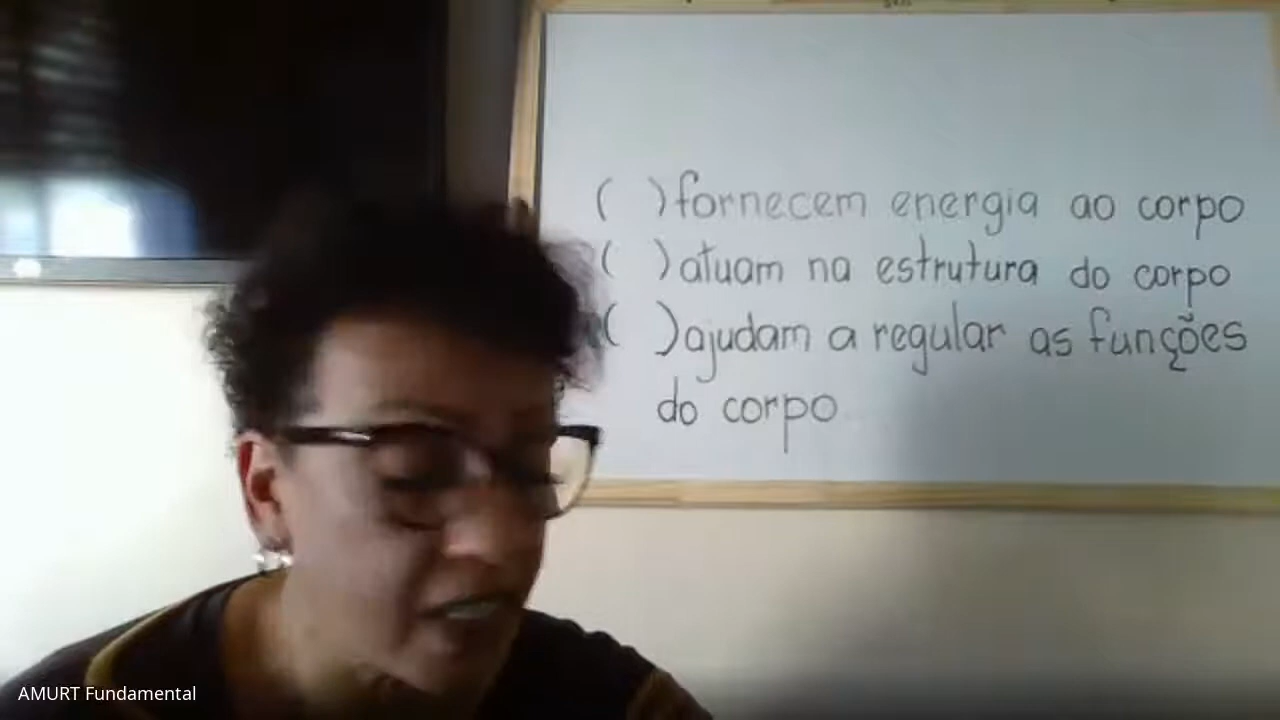 ( ) fornecem energia ao corpo
( ) atuam na estrutura do corpo
( ) ajudam a regular as funções
do corpo
AMURT Fundamental